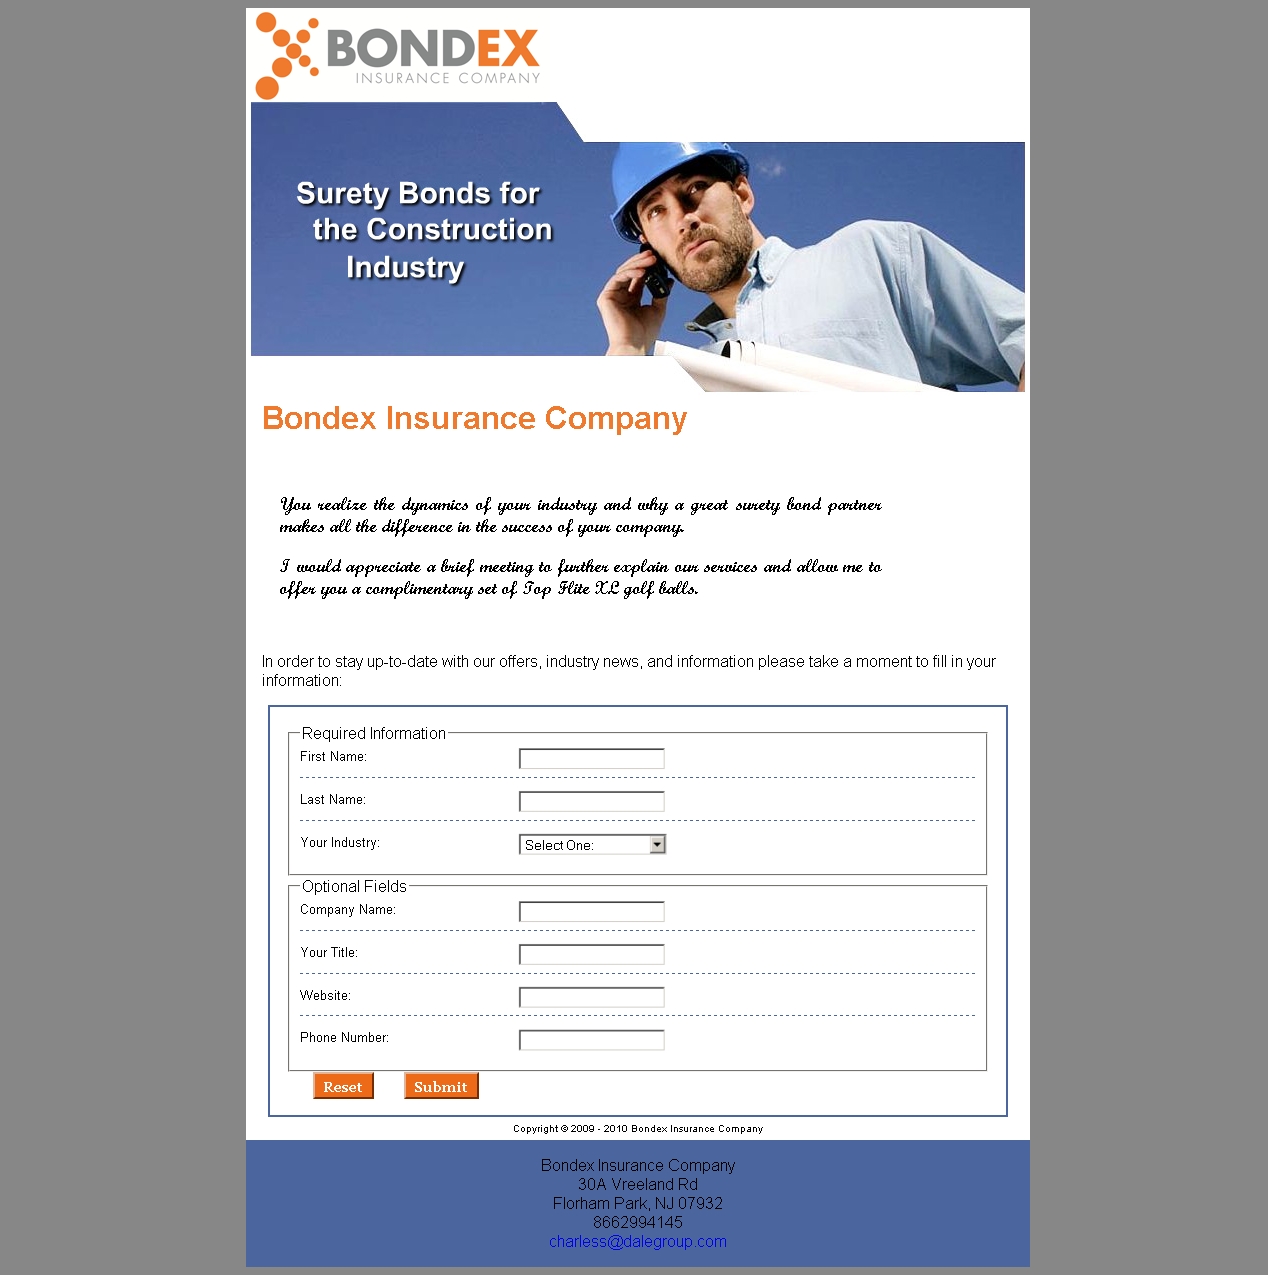 BONDEX
INSURANCE COMPANY
Surety Bonds for
the Construction
Industry
Bondex Insurance Company
You realize the dynamics of your industry and why a great surety bond partner
makes all the difference in the success of your company.
I would appreciate a brief meeting to further explain our services and allow me to
offer you a complimentary set of Top Flite XL golf balls.
In order to stay up-to-date with our offers, industry news, and information please take a moment to fill in your
information:
Required Information
First Name:
Last Name:
Your Industry: Select One:
Optional Fields
Company Name:
Your Title:
Website:
Phone Number:
Reset Submit
Copyright © 2009 - 2010 Bondex Insurance Company
Bondex Insurance Company
30A Vreeland Rd
Florham Park, NJ 07932
8662994145
charless@dalegroup.com